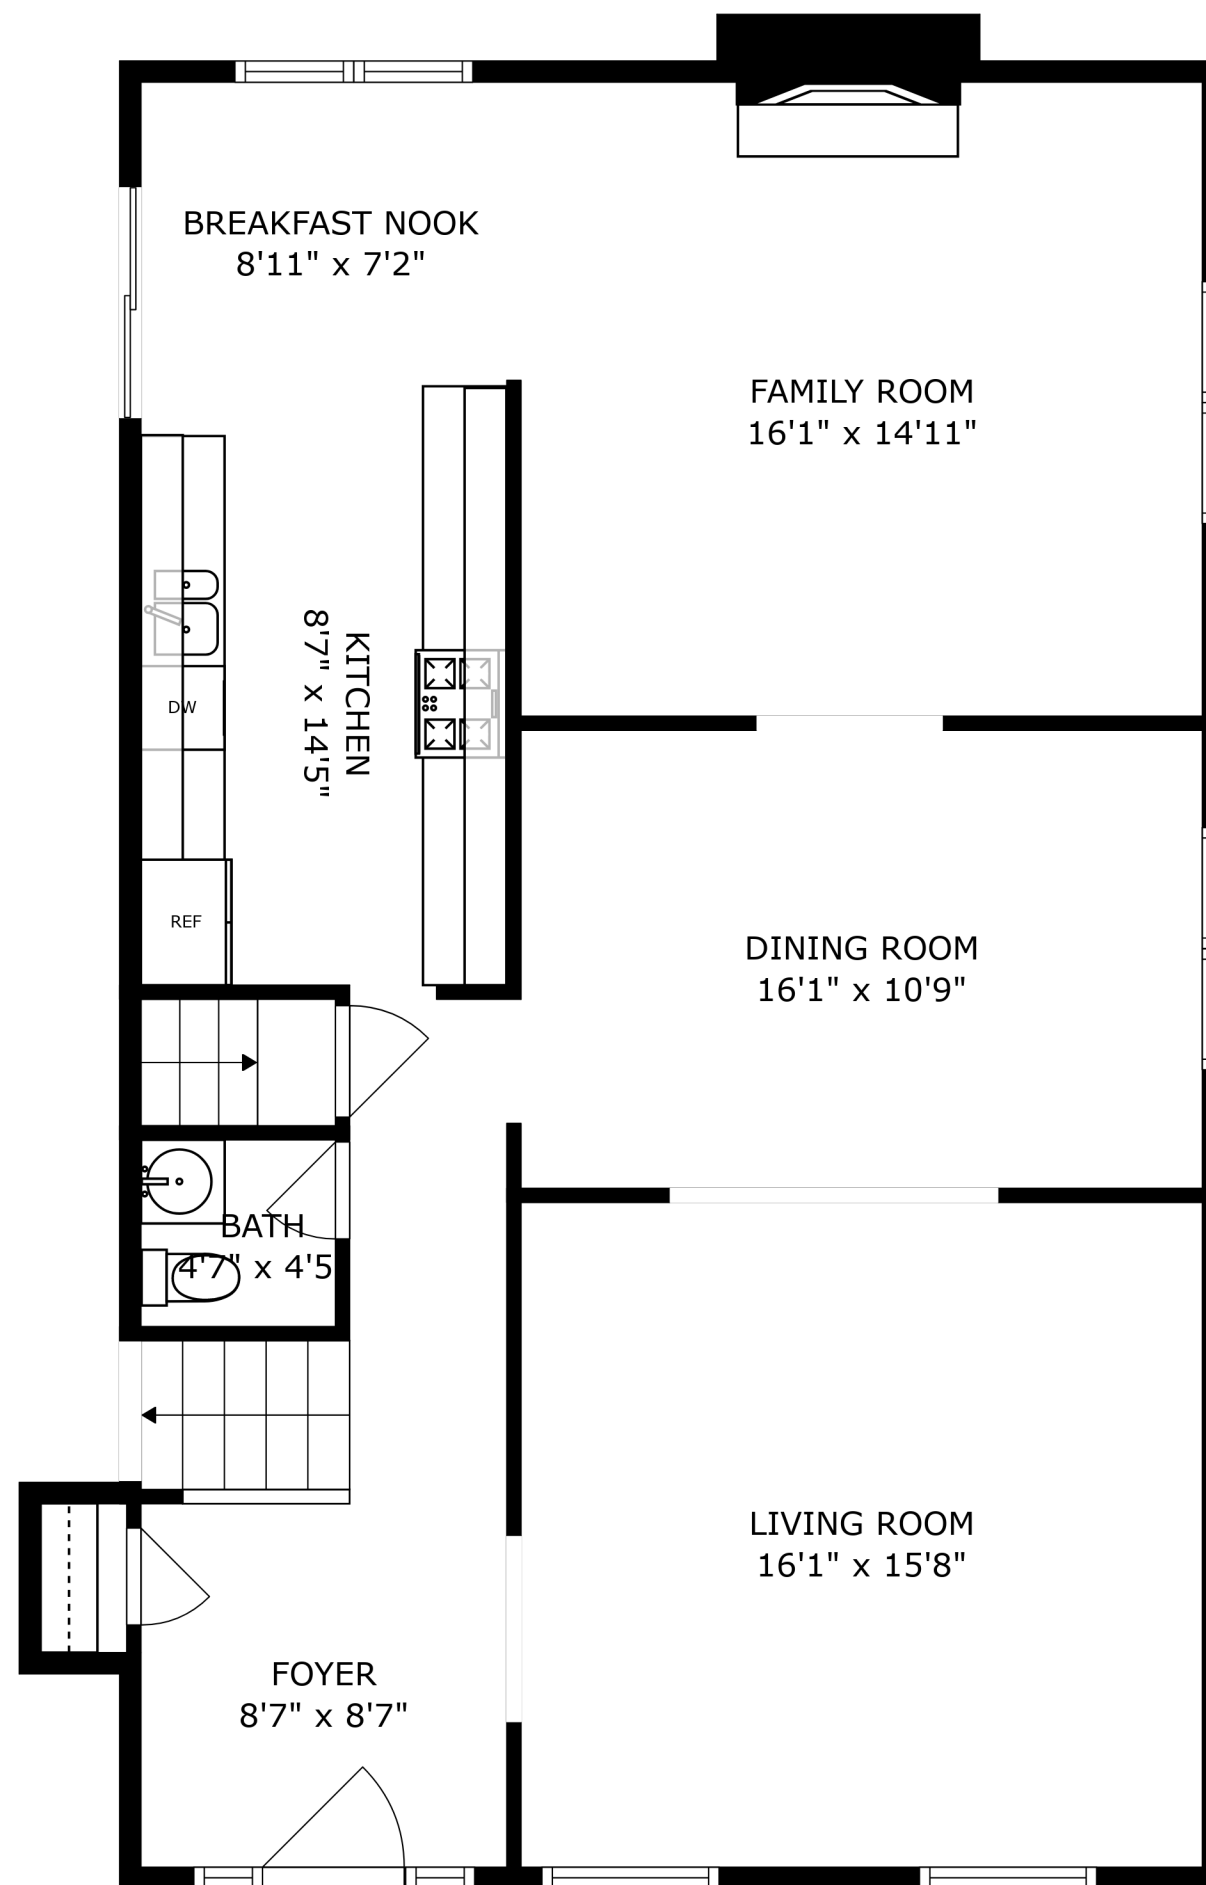 BREAKFAST NOOK
8'11" x 7'2"
FAMILY ROOM
16'1" x 14'11"
KITCHEN
8'7" x 14'5"
DW
REF
DINING ROOM
16'1" x 10'9"
BATH
4'7" x 4'5
LIVING ROOM
16'1" x 15'8"
FOYER
8'7" x 8'7"